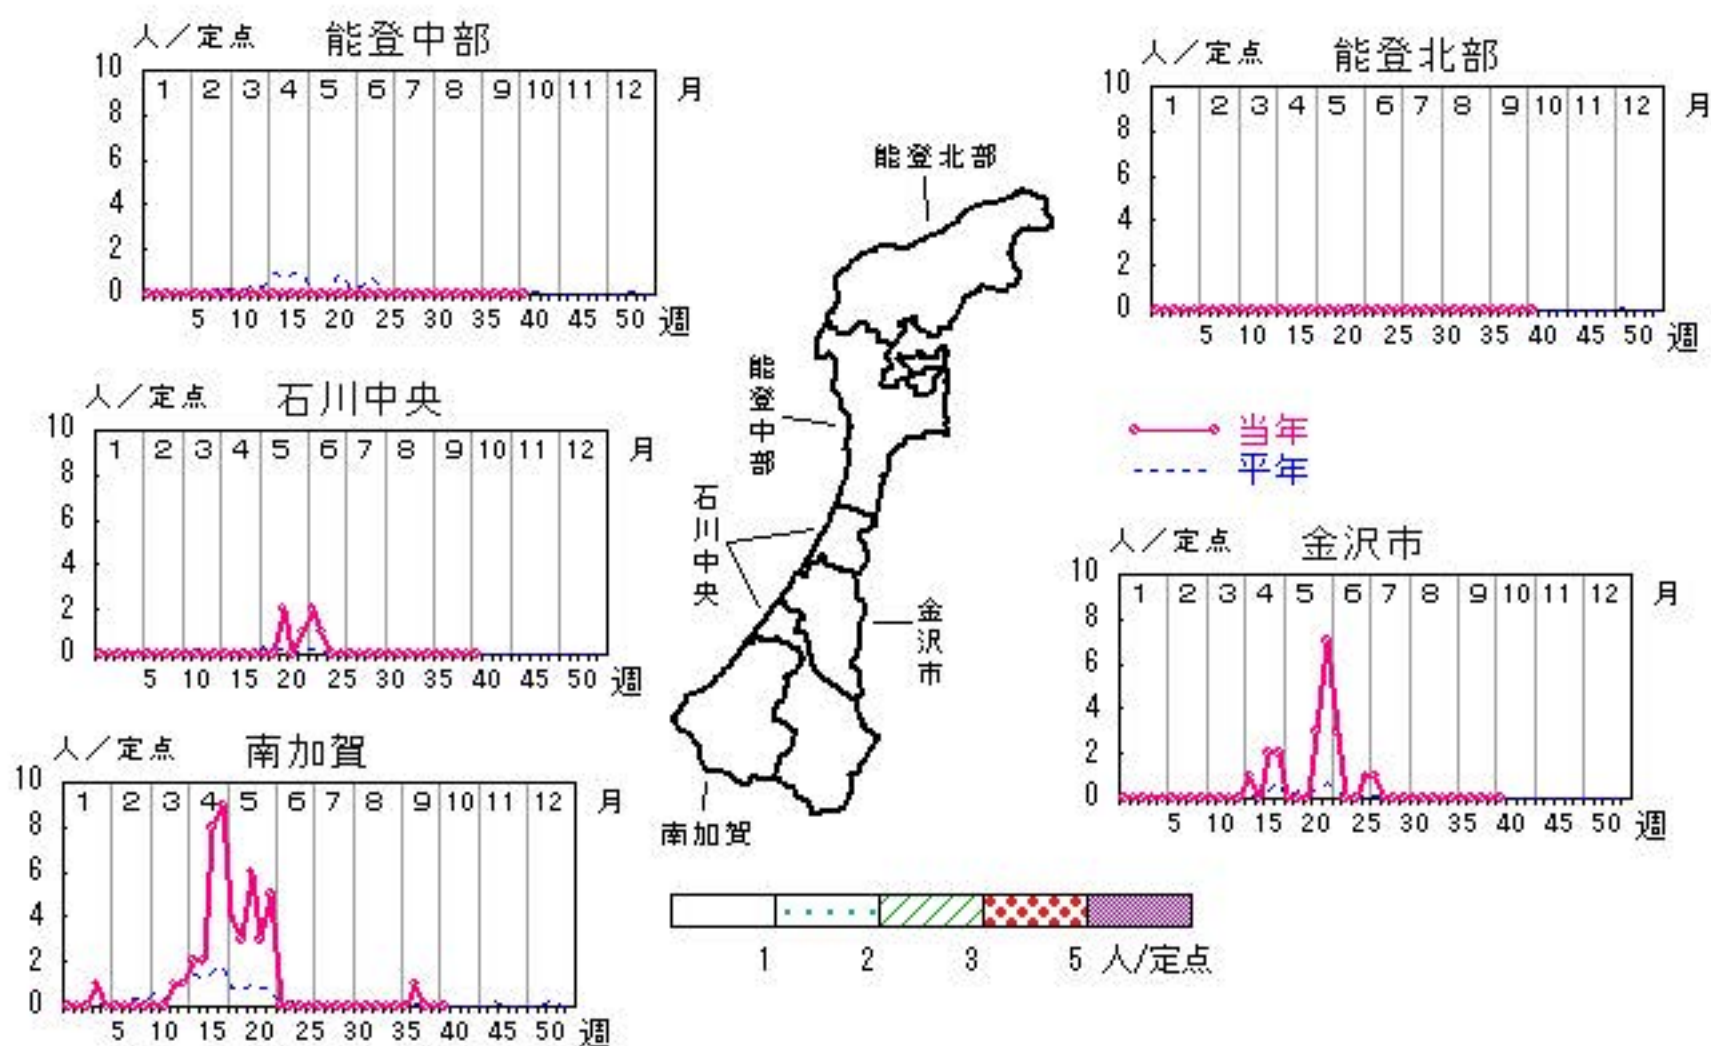 人／定点 能登中部
10 8 6 4 2 0
1 2 3 4 5 6 7 8 9 10 11 12 月
5 10 15 20 25 30 35 40 45 50 週
人／定点 能登北部
10 8 6 4 2 0
1 2 3 4 5 6 7 8 9 10 11 12 月
5 10 15 20 25 30 35 40 45 50 週
能登北部
能登中部
石川中央
金沢市
南加賀
人／定点 石川中央
10 8 6 4 2 0
1 2 3 4 5 6 7 8 9 10 11 12 月
5 10 15 20 25 30 35 40 45 50 週
当年
平年
人／定点 金沢市
10 8 6 4 2 0
1 2 3 4 5 6 7 8 9 10 11 12 月
5 10 15 20 25 30 35 40 45 50 週
人／定点 南加賀
10 8 6 4 2 0
1 2 3 4 5 6 7 8 9 10 11 12 月
5 10 15 20 25 30 35 40 45 50 週
1 2 3 5 人/定点